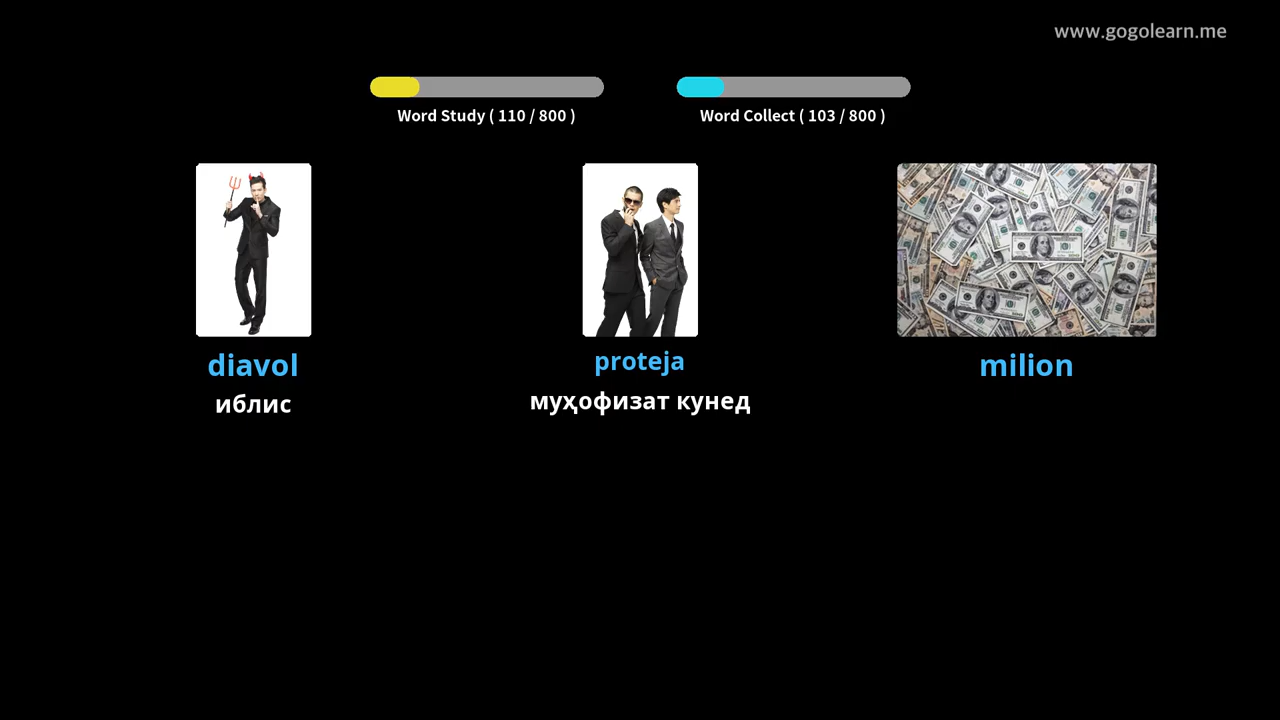 www.gogolearn.me
Word Study ( 110 / 800 )
Word Collect ( 103 / 800 )
diavol
иблис
proteja
муҳофизат кунед
milion